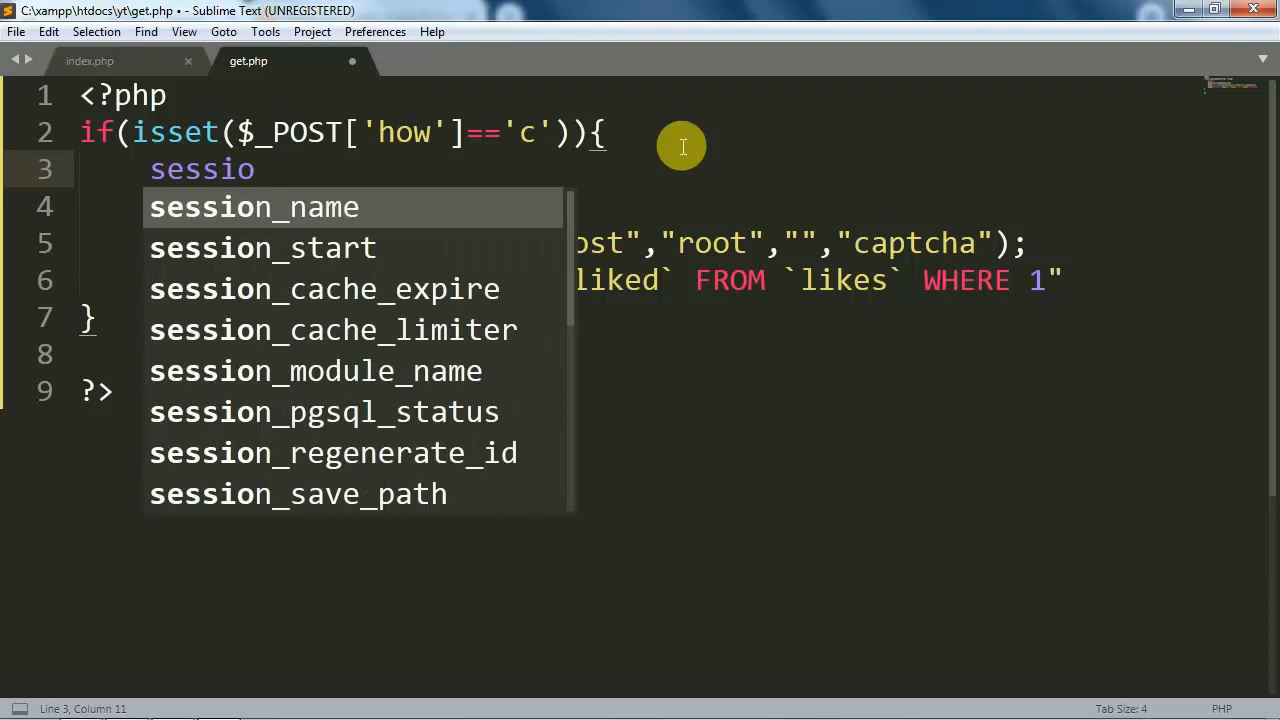 C:\xampp\htdocs\yt\get.php • - Sublime Text (UNREGISTERED)
File Edit Selection Find View Goto Tools Project Preferences Help
index.php × get.php
1 <?php
2 if(isset($_POST['how']=='c')){
3 sessio
session_name
4
session_start
5 ost","root","","captcha");
6 liked` FROM `likes` WHERE 1"
session_cache_expire
7 }
session_cache_limiter
8
session_module_name
9 ?>
session_pgsql_status
session_regenerate_id
session_save_path
Line 3, Column 11 Tab Size: 4 PHP